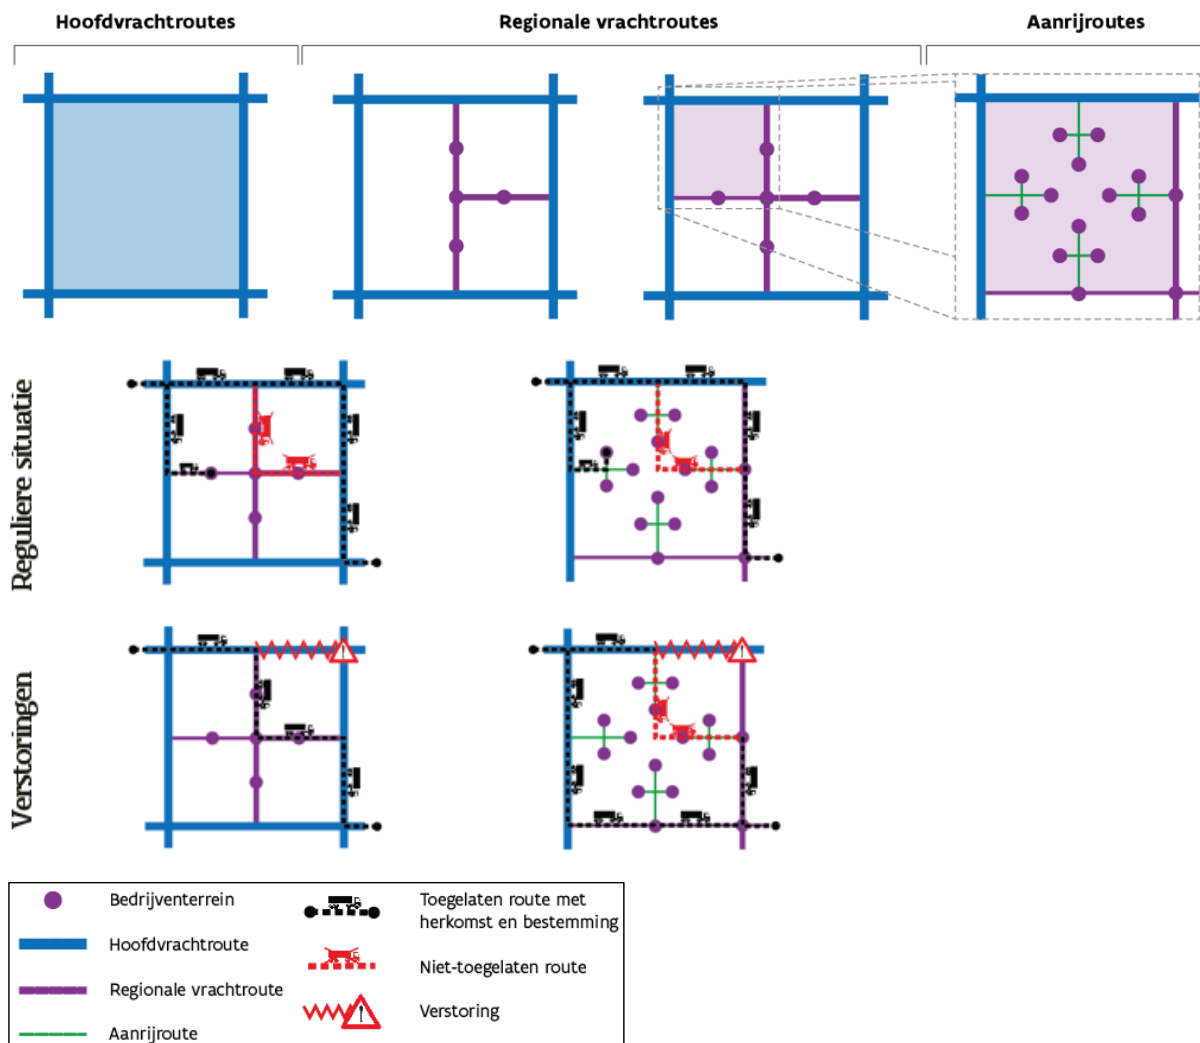 Hoofdvrachtroutes
Regionale vrachtroutes
Aanrijroutes
Reguliere situatie
Verstoringen
Bedrijventerrein
Hoofdvrachtroute
Regionale vrachtroute
Aanrijroute
Toegelaten route met
herkomst en bestemming
Niet-toegelaten route
Verstoring